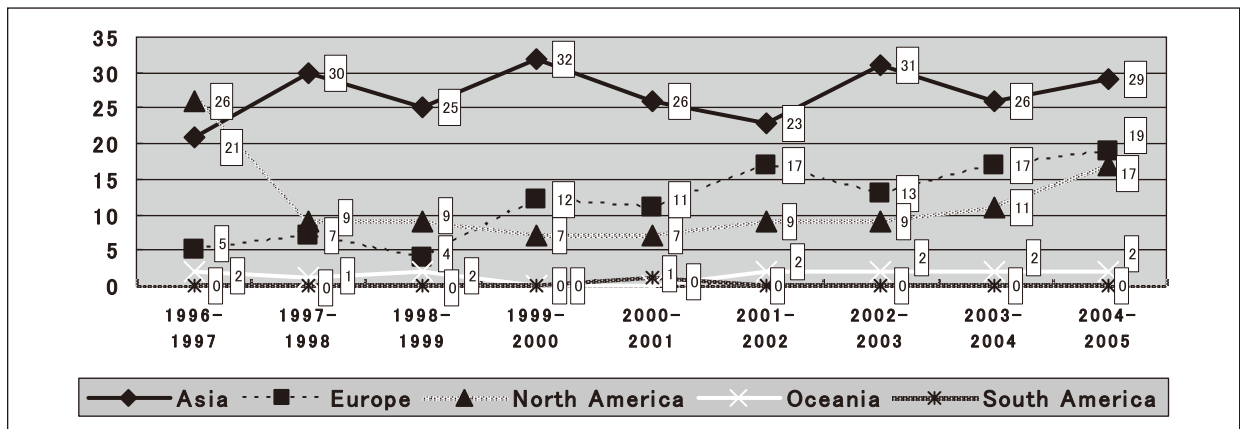 35
30
25
20
15
10
5
0
26 30 25 32 26 23 31 26 29
21 9 9 12 11 17 13 17 19
5 7 4 7 7 9 9 11 17
0 2 0 1 0 2 0 0 1 0 0 2 0 2 0 2 0 2
1996- 1997- 1998- 1999- 2000- 2001- 2002- 2003- 2004-
1997 1998 1999 2000 2001 2002 2003 2004 2005
Asia Europe North America Oceania South America